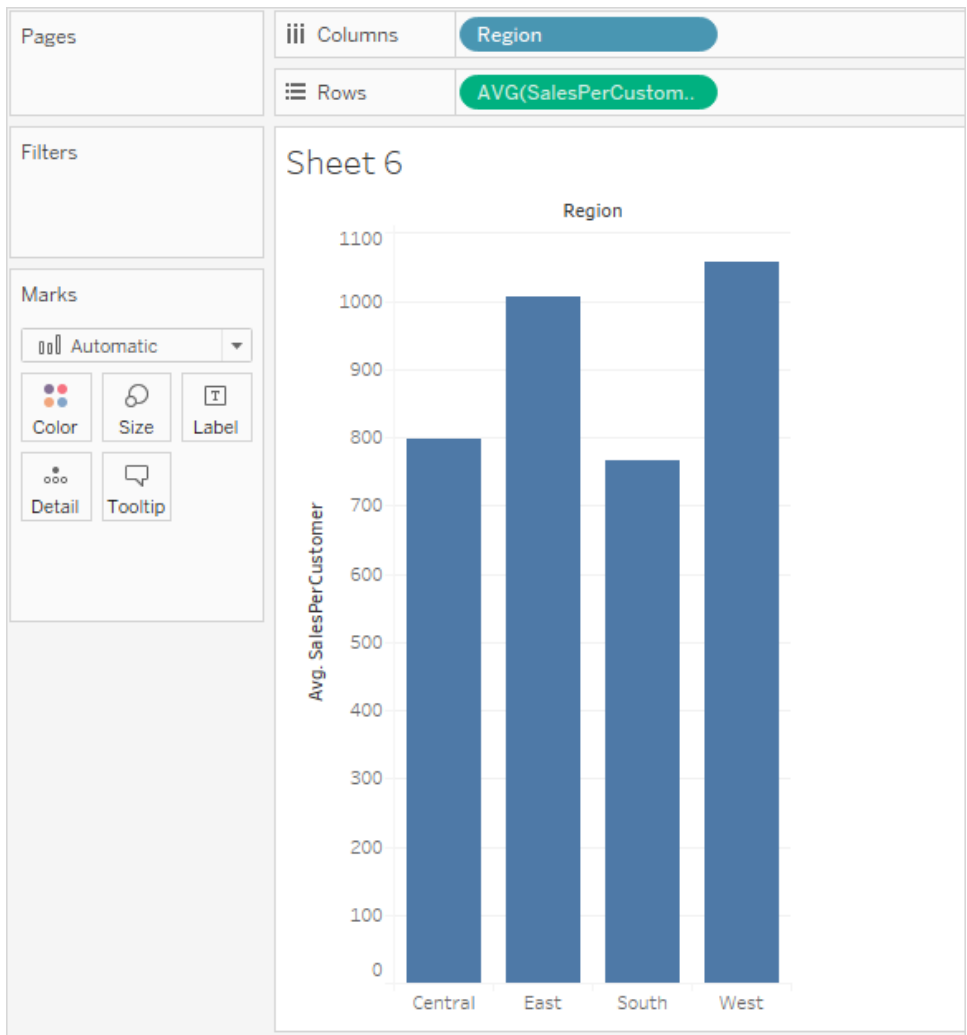 Pages
iii Columns
Region
Rows
AVG(SalesPerCustom..
Filters
Marks
Automatic
Color
Size
T
Label
Detail
Tooltip
Sheet 6
Region
1100
1000
900
800
700
600
500
400
300
200
100
0
Avg. SalesPerCustomer
Central
East
South
West